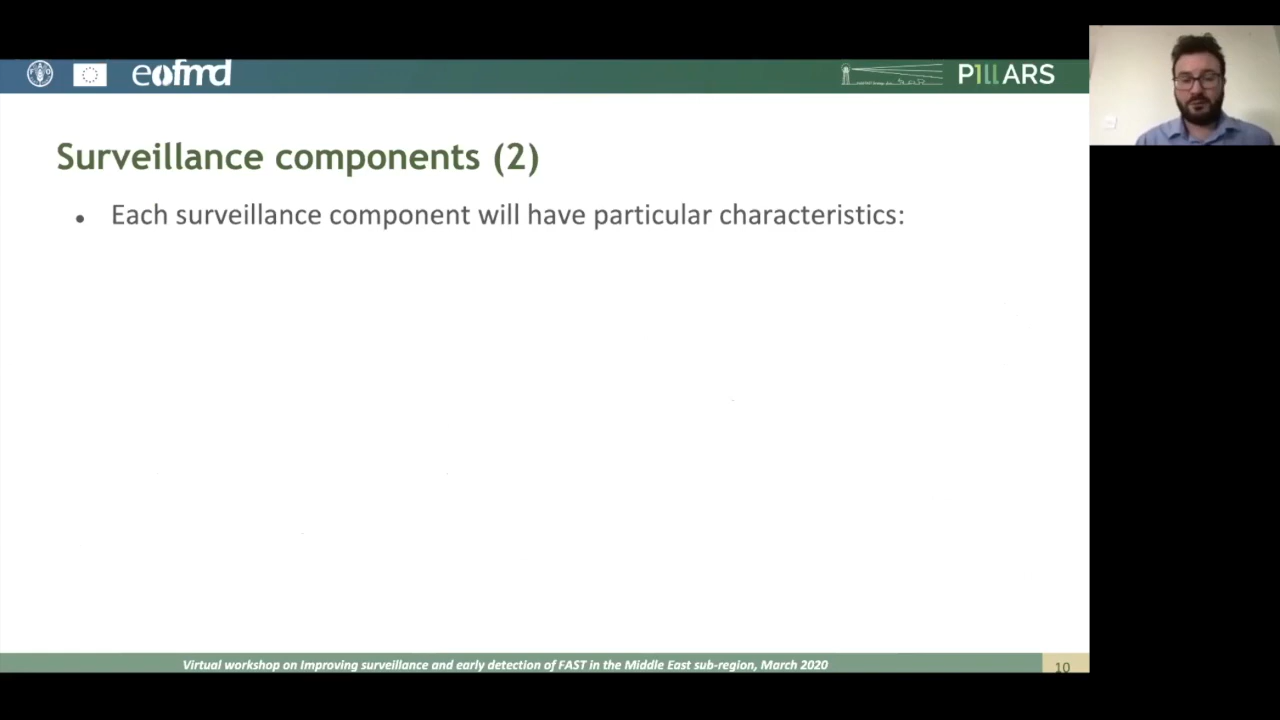 eofmd
PillARS
Surveillance components (2)
• Each surveillance component will have particular characteristics:
Virtual workshop on Improving surveillance and early detection of FAST in the Middle East sub-region, March 2020
10